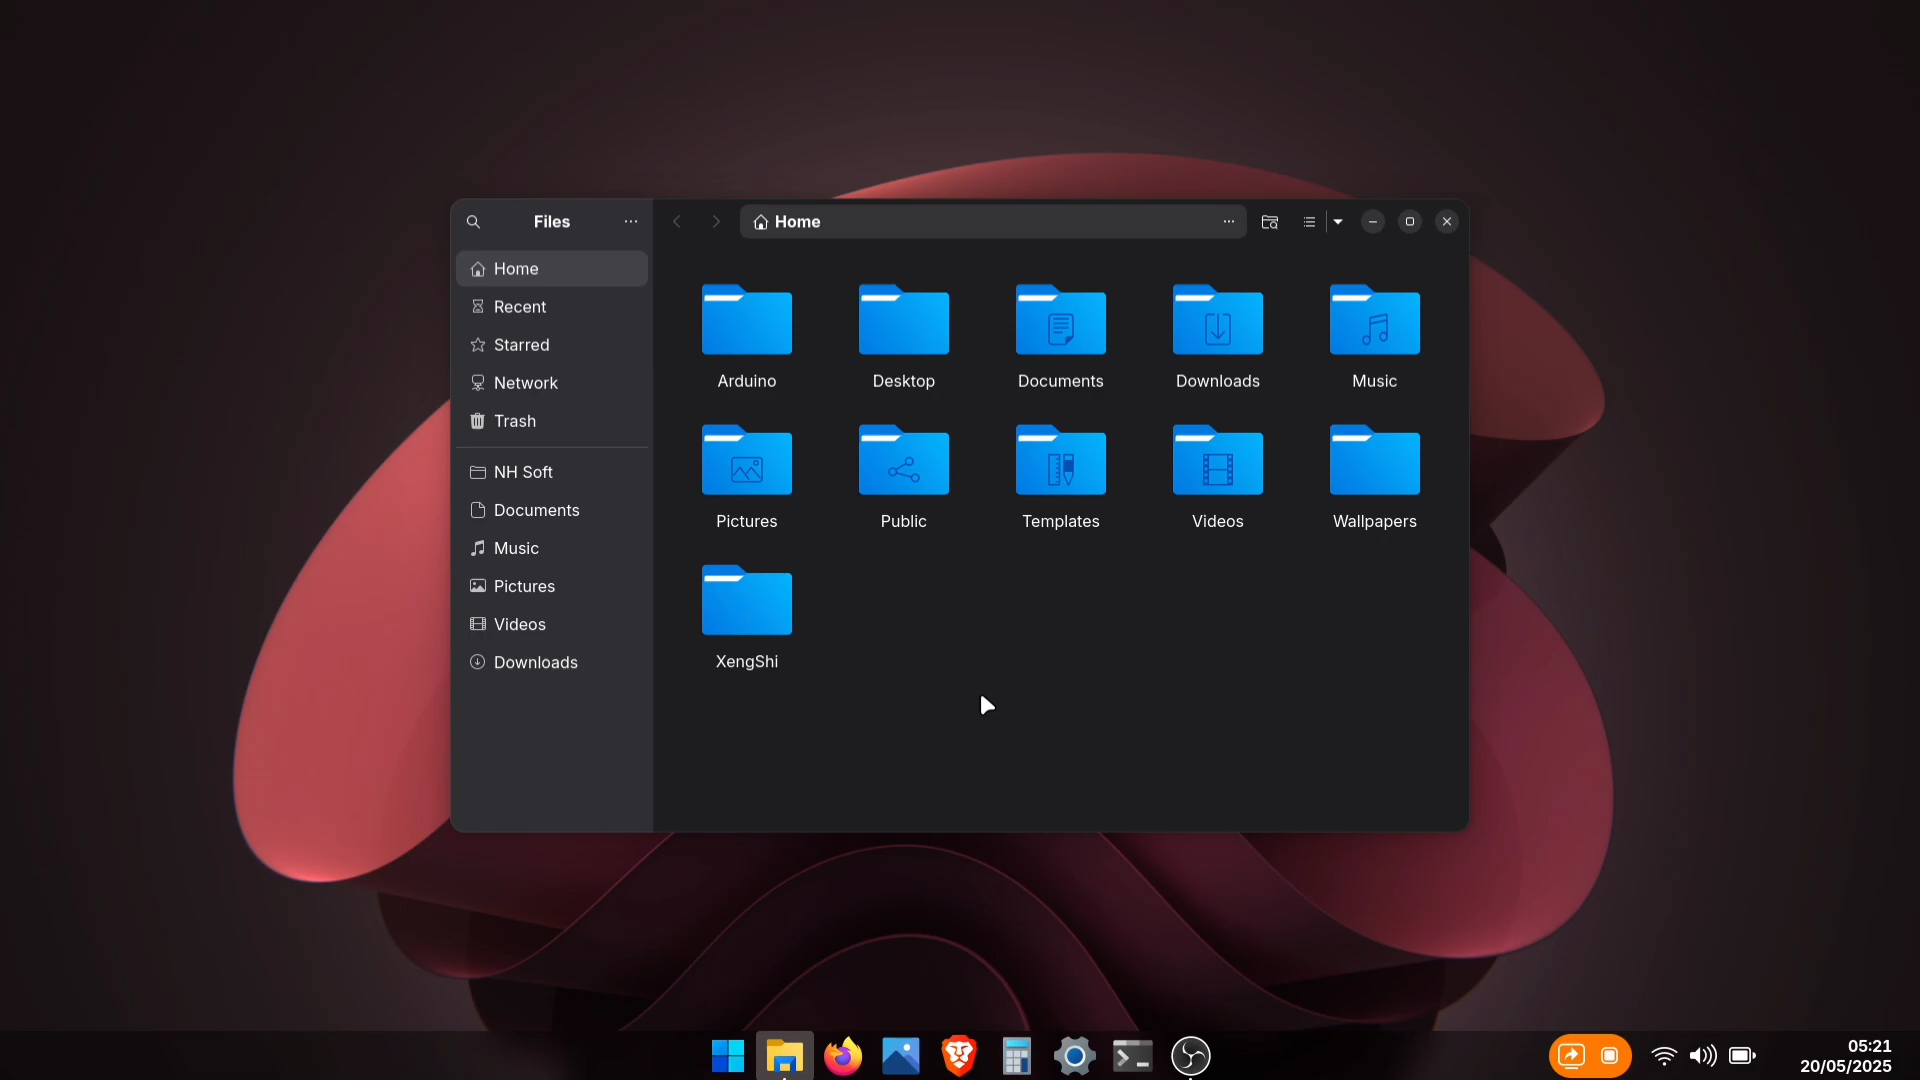 Files
Home
Home
Recent
Starred
Network
Trash
NH Soft
Documents
Music
Pictures
Videos
Downloads
Arduino
Desktop
Documents
Downloads
Music
Pictures
Public
Templates
Videos
Wallpapers
XengShi
05:21
20/05/2025